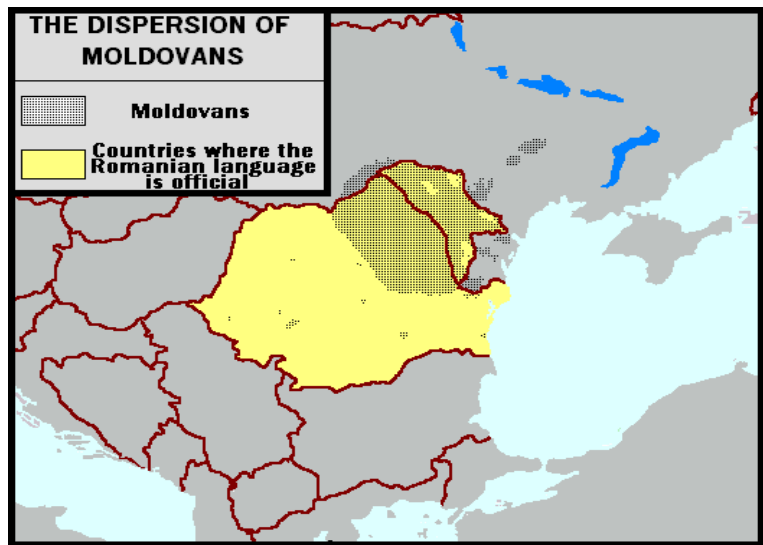 THE DISPERSION OF
MOLDOVANS
Moldovans
Countries where the
Romanian language
is official